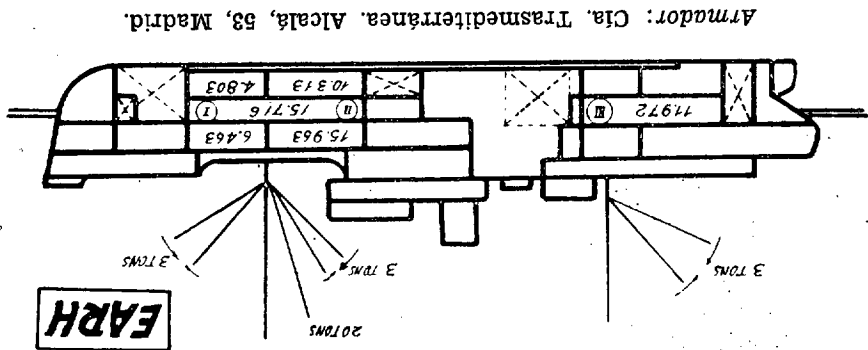 EARH
20 TONS
3 TONS
3 TONS
3 TONS
15.963 6.463
11.972 III II 15.716 I
10.313 4.803
Armador: Cía. Trasmediterránea. Alcalá, 53, Madrid.